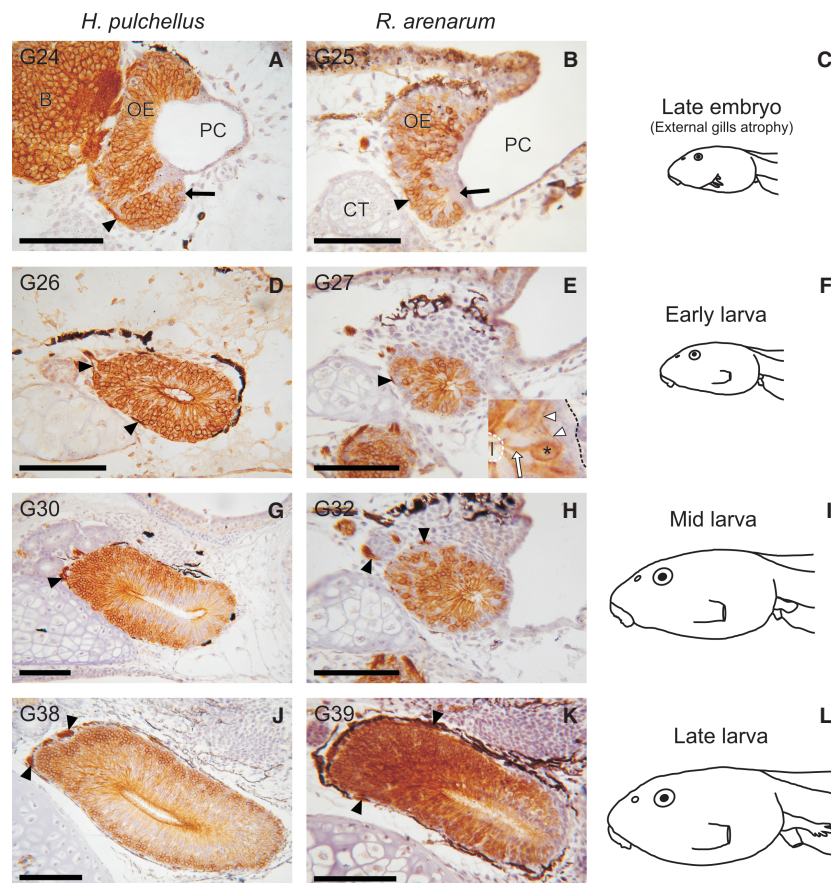 H. pulchellus
R. arenarum
G24
A
B
OE
PC
G25
B
OE
PC
CT
C
Late embryo
(External gills atrophy)
G26
D
G27
E
l
*
F
Early larva
G30
G
G32
H
I
Mid larva
G38
J
G39
K
L
Late larva